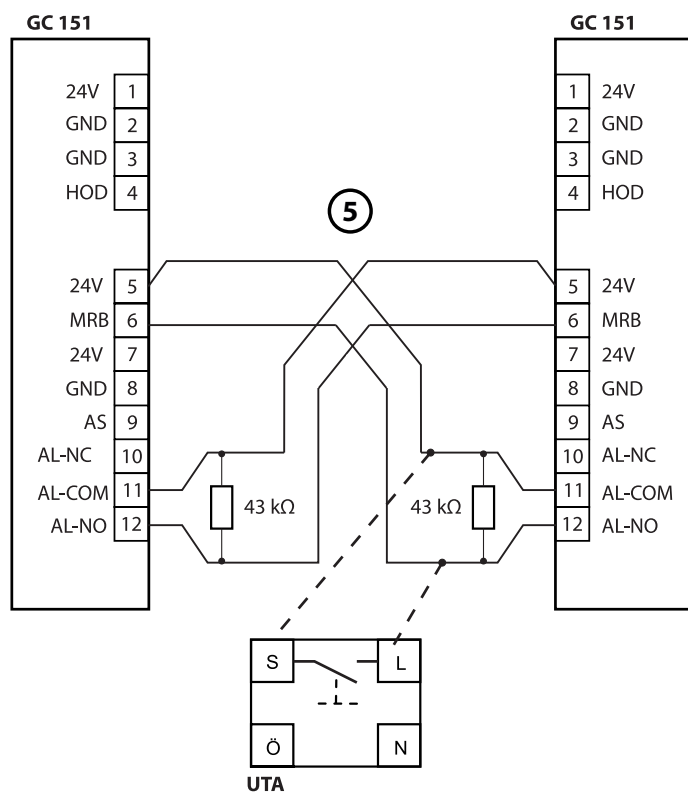 GC 151
24V 1
GND 2
GND 3
HOD 4
24V 5
MRB 6
24V 7
GND 8
AS 9
AL-NC 10
AL-COM 11
AL-NO 12
5
43 kΩ
43 kΩ
GC 151
1 24V
2 GND
3 GND
4 HOD
5 24V
6 MRB
7 24V
8 GND
9 AS
10 AL-NC
11 AL-COM
12 AL-NO
S L
Ö N
UTA